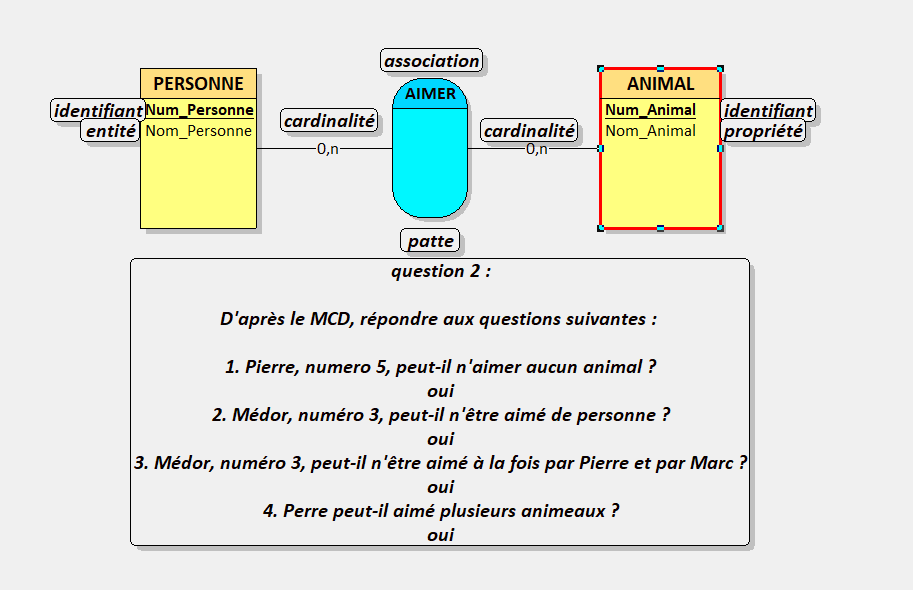 association
PERSONNE
AIMER
ANIMAL
identifiant
Num_Personne
cardinalité
Num_Animal
identifiant
entité
Nom_Personne
cardinalité
Nom_Animal
propriété
0,n
0,n
patte
question 2 :
D'après le MCD, répondre aux questions suivantes :
1. Pierre, numero 5, peut-il n'aimer aucun animal ?
oui
2. Médor, numéro 3, peut-il n'être aimé de personne ?
oui
3. Médor, numéro 3, peut-il n'être aimé à la fois par Pierre et par Marc ?
oui
4. Perre peut-il aimé plusieurs animeaux ?
oui